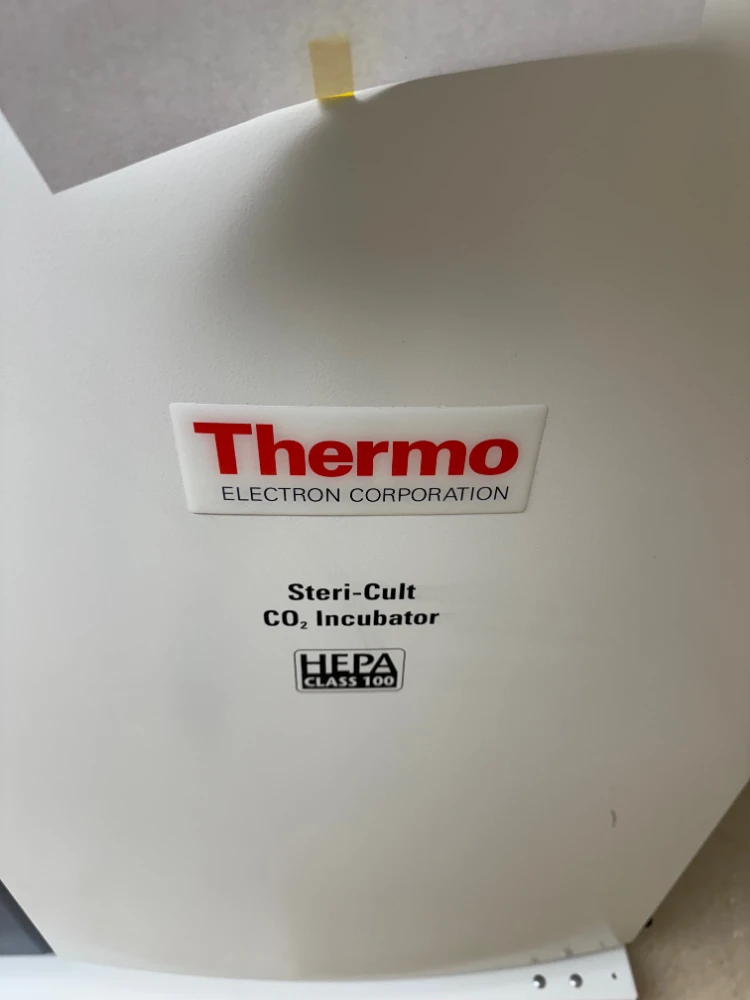 Thermo
ELECTRON CORPORATION
Steri-Cult
CO₂ Incubator
HEPA
CLASS 100